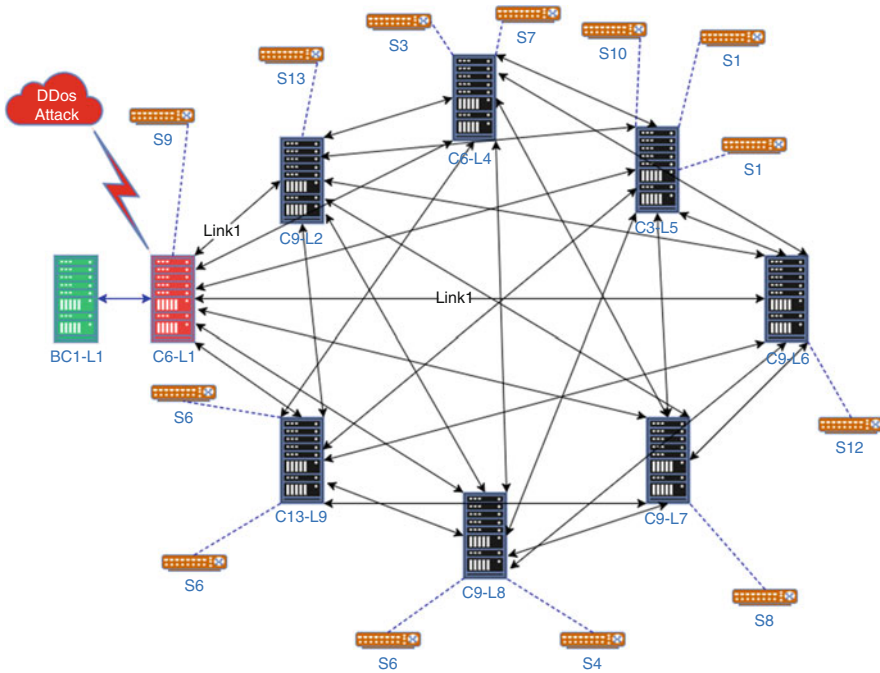 S3
S7
S10
S1
S13
DDos
Attack
S9
C6-L4
S1
Link1
C9-L2
C3-L5
Link1
BC1-L1
C6-L1
C9-L6
S6
S12
C13-L9
C9-L7
S6
C9-L8
S8
S6
S4